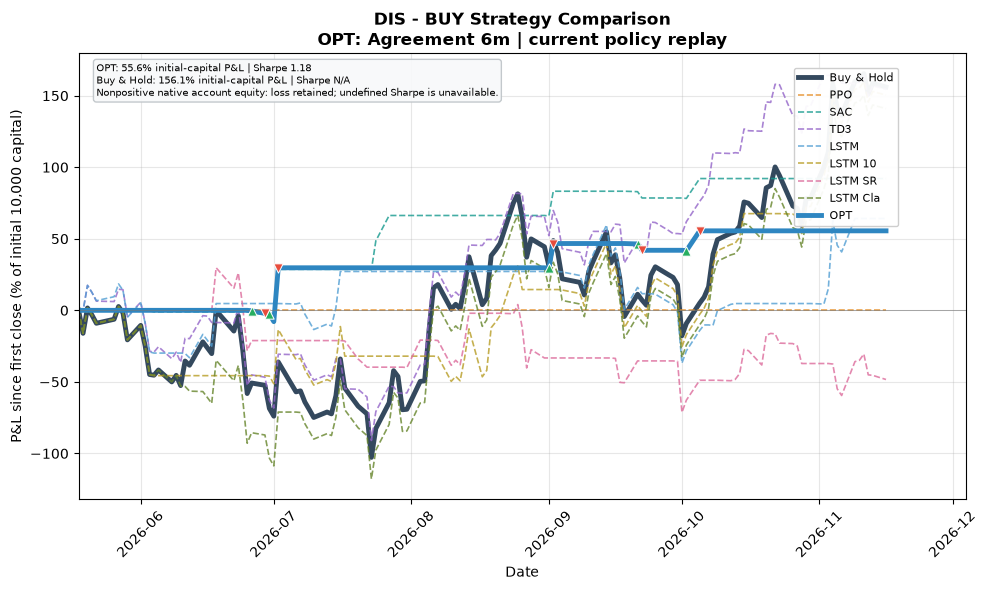 DIS - BUY Strategy Comparison
OPT: Agreement 6m | current policy replay
OPT: 55.6% initial-capital P&L | Sharpe 1.18
Buy & Hold: 156.1% initial-capital P&L | Sharpe N/A
Nonpositive native account equity: loss retained; undefined Sharpe is unavailable.
Buy & Hold
PPO
SAC
TD3
LSTM
LSTM 10
LSTM SR
LSTM Cla
OPT
P&L since first close (% of initial 10,000 capital)
150
100
50
0
−50
−100
2026-06
2026-07
2026-08
2026-09
2026-10
2026-11
2026-12
Date